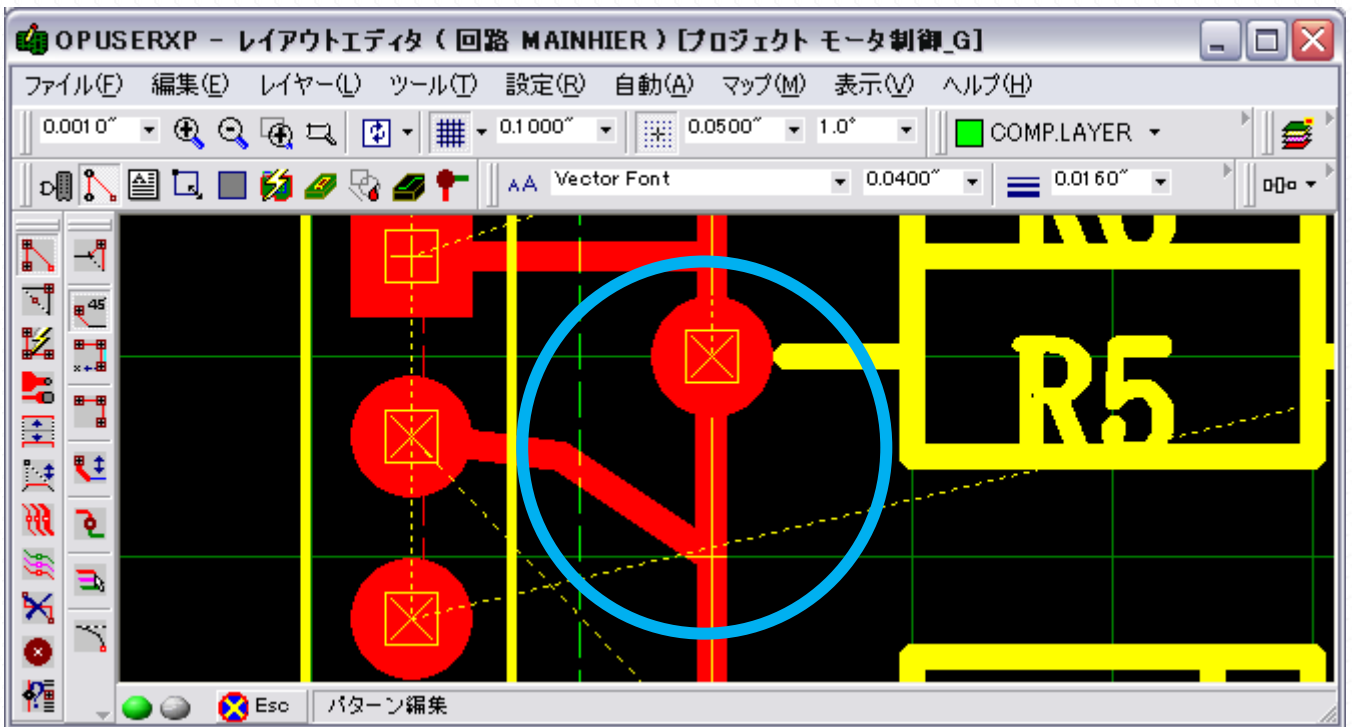 OPUSERXP - レイアウトエディタ ( 回路 MAINHIER ) [プロジェクト モータ制御_G]
ファイル(F) 編集(E) レイヤー(L) ツール(T) 設定(R) 自動(A) マップ(M) 表示(V) ヘルプ(H)
0.0010″ 0.1000″ 0.0500″ 1.0° COMP.LAYER
AA Vector Font 0.0400″ 0.0160″
45
R5
Esc パターン編集